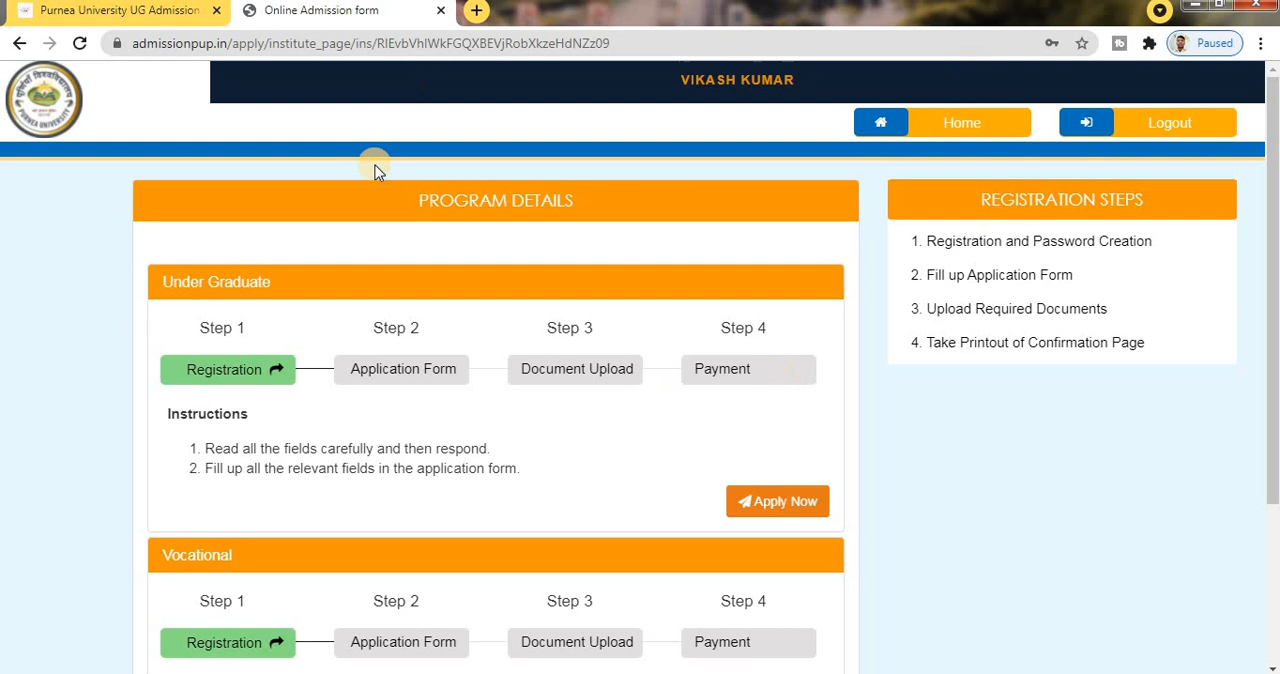 Purnea University UG Admission
Online Admission form
admissionpup.in/apply/institute_page/ins/RlEvbVhlWkFGQXBEVjRobXkzeHdNZz09
Paused
VIKASH KUMAR
Home
Logout
PROGRAM DETAILS
Under Graduate
Step 1 Step 2 Step 3 Step 4
Registration Application Form Document Upload Payment
Instructions
1. Read all the fields carefully and then respond.
2. Fill up all the relevant fields in the application form.
Apply Now
Vocational
Step 1 Step 2 Step 3 Step 4
Registration Application Form Document Upload Payment
REGISTRATION STEPS
1. Registration and Password Creation
2. Fill up Application Form
3. Upload Required Documents
4. Take Printout of Confirmation Page